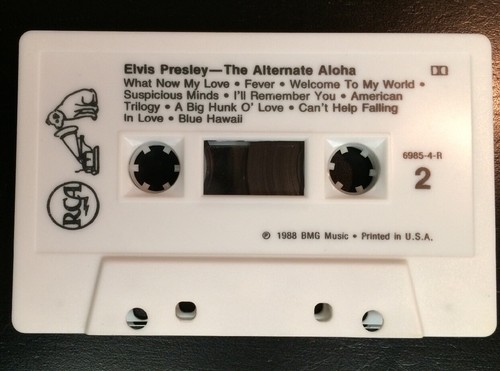 Elvis Presley—The Alternate Aloha
What Now My Love • Fever • Welcome To My World •
Suspicious Minds • I'll Remember You • American
Trilogy • A Big Hunk O' Love • Can't Help Falling
in Love • Blue Hawaii
6985-4-R
2
RCA
℗ 1988 BMG Music • Printed in U.S.A.